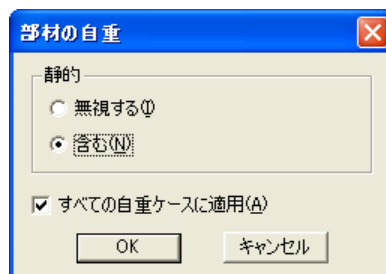 部材の自重
静的
無視する(I)
含む(N)
すべての自重ケースに適用(A)
OK
キャンセル